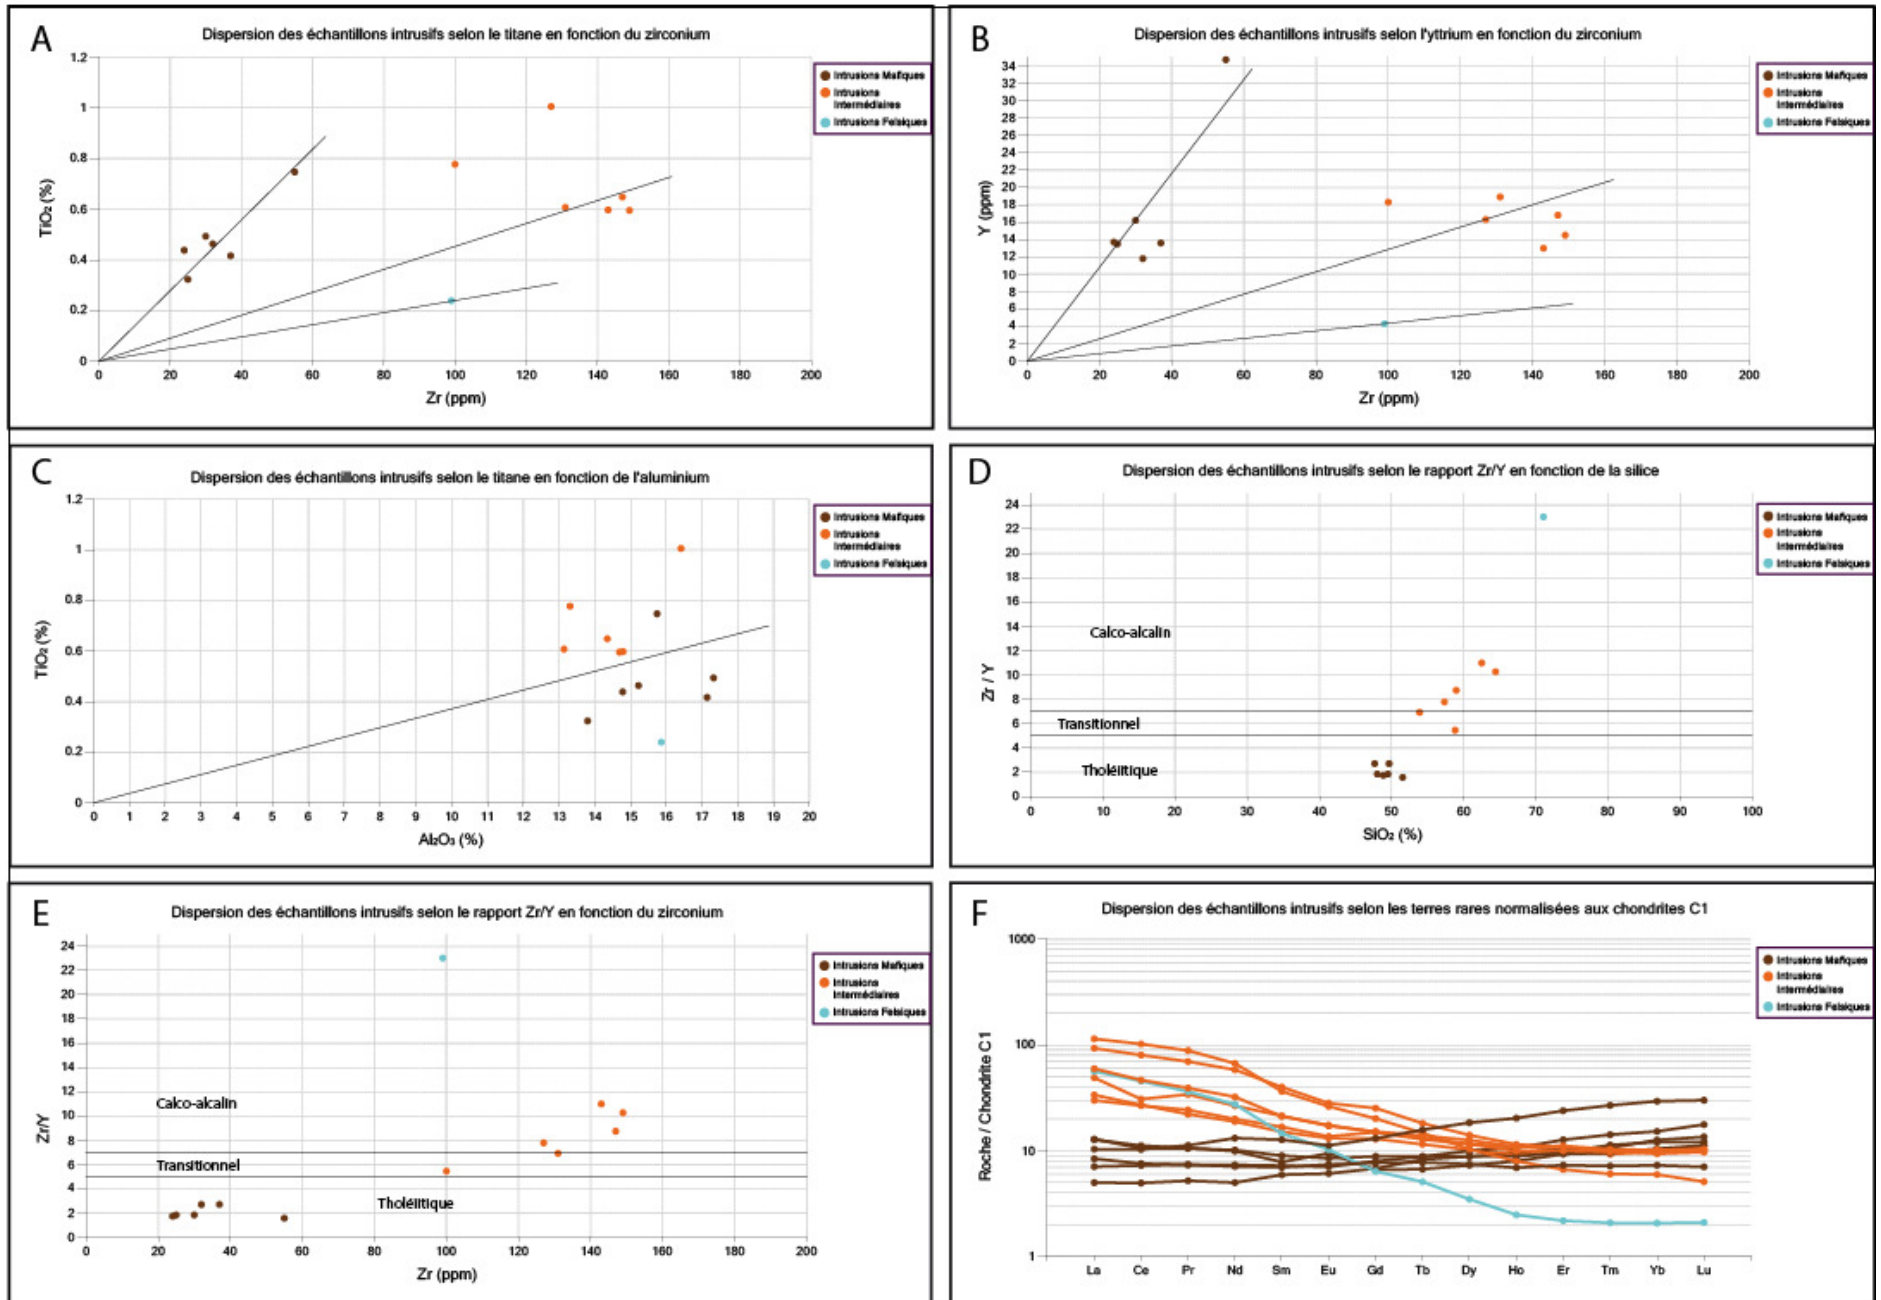 A
Dispersion des échantillons intrusifs selon le titane en fonction du zirconium
1.2
1
0.8
0.6
0.4
0.2
0
TiO₂ (%)
0 20 40 60 80 100 120 140 160 180 200
Zr (ppm)
Intrusions Mafiques
Intrusions
Intermédiaires
Intrusions Felsiques
B
Dispersion des échantillons intrusifs selon l'yttrium en fonction du zirconium
34
32
30
28
26
24
22
20
18
16
14
12
10
8
6
4
2
0
Y (ppm)
0 20 40 60 80 100 120 140 160 180 200
Zr (ppm)
Intrusions Mafiques
Intrusions
Intermédiaires
Intrusions Felsiques
C
Dispersion des échantillons intrusifs selon le titane en fonction de l'aluminium
1.2
1
0.8
0.6
0.4
0.2
0
TiO₂ (%)
0 1 2 3 4 5 6 7 8 9 10 11 12 13 14 15 16 17 18 19 20
Al₂O₃ (%)
Intrusions Mafiques
Intrusions
Intermédiaires
Intrusions Felsiques
D
Dispersion des échantillons intrusifs selon le rapport Zr/Y en fonction de la silice
24
22
20
18
16
14
12
10
8
6
4
2
0
Zr / Y
Calco-alcalin
Transitionnel
Tholéiitique
0 10 20 30 40 50 60 70 80 90 100
SiO₂ (%)
Intrusions Mafiques
Intrusions
Intermédiaires
Intrusions Felsiques
E
Dispersion des échantillons intrusifs selon le rapport Zr/Y en fonction du zirconium
24
22
20
18
16
14
12
10
8
6
4
2
0
Zr/Y
Calco-alcalin
Transitionnel
Tholéiitique
0 20 40 60 80 100 120 140 160 180 200
Zr (ppm)
Intrusions Mafiques
Intrusions
Intermédiaires
Intrusions Felsiques
F
Dispersion des échantillons intrusifs selon les terres rares normalisées aux chondrites C1
1000
100
10
1
Roche / Chondrite C1
La Ce Pr Nd Sm Eu Gd Tb Dy Ho Er Tm Yb Lu
Intrusions Mafiques
Intrusions
Intermédiaires
Intrusions Felsiques